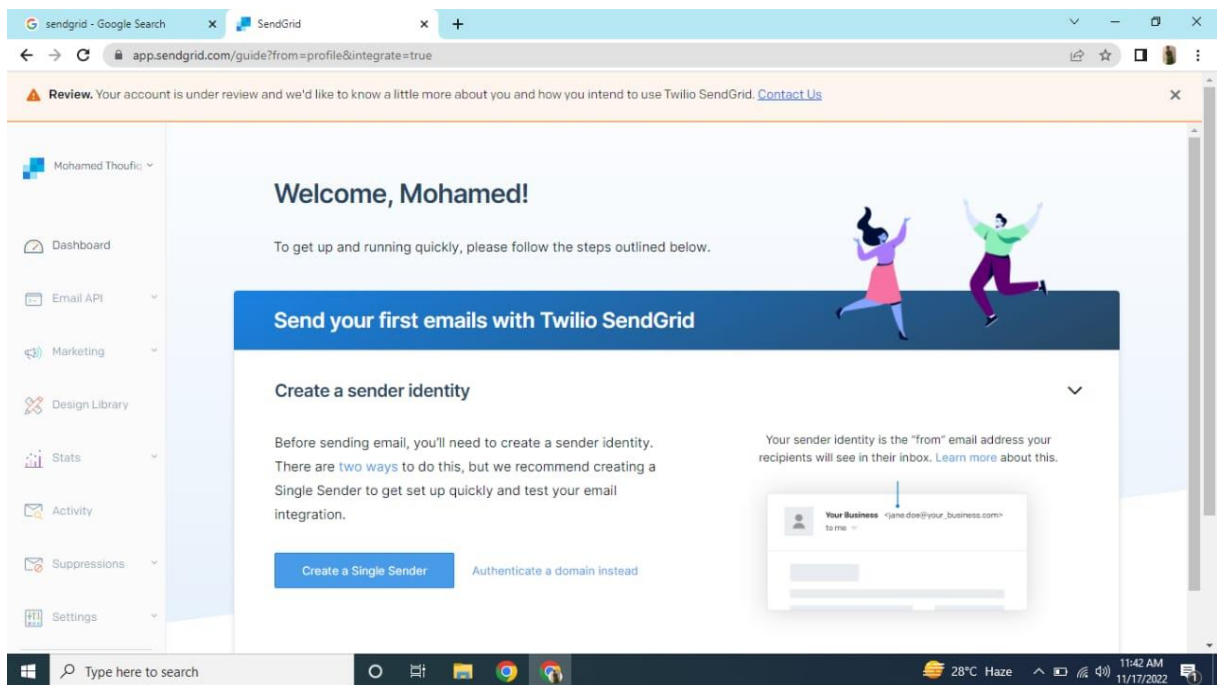 sendgrid - Google Search
SendGrid
app.sendgrid.com/guide?from=profile&integrate=true
Review. Your account is under review and we'd like to know a little more about you and how you intend to use Twilio SendGrid. Contact Us
Mohamed Thoufiq
Dashboard
Email API
Marketing
Design Library
Stats
Activity
Suppressions
Settings
Welcome, Mohamed!
To get up and running quickly, please follow the steps outlined below.
Send your first emails with Twilio SendGrid
Create a sender identity
Before sending email, you'll need to create a sender identity.
There are two ways to do this, but we recommend creating a
Single Sender to get set up quickly and test your email
integration.
Create a Single Sender
Authenticate a domain instead
Your sender identity is the "from" email address your
recipients will see in their inbox. Learn more about this.
Your Business <jane.doe@your_business.com>
to me
Type here to search
28°C Haze
11:42 AM
11/17/2022